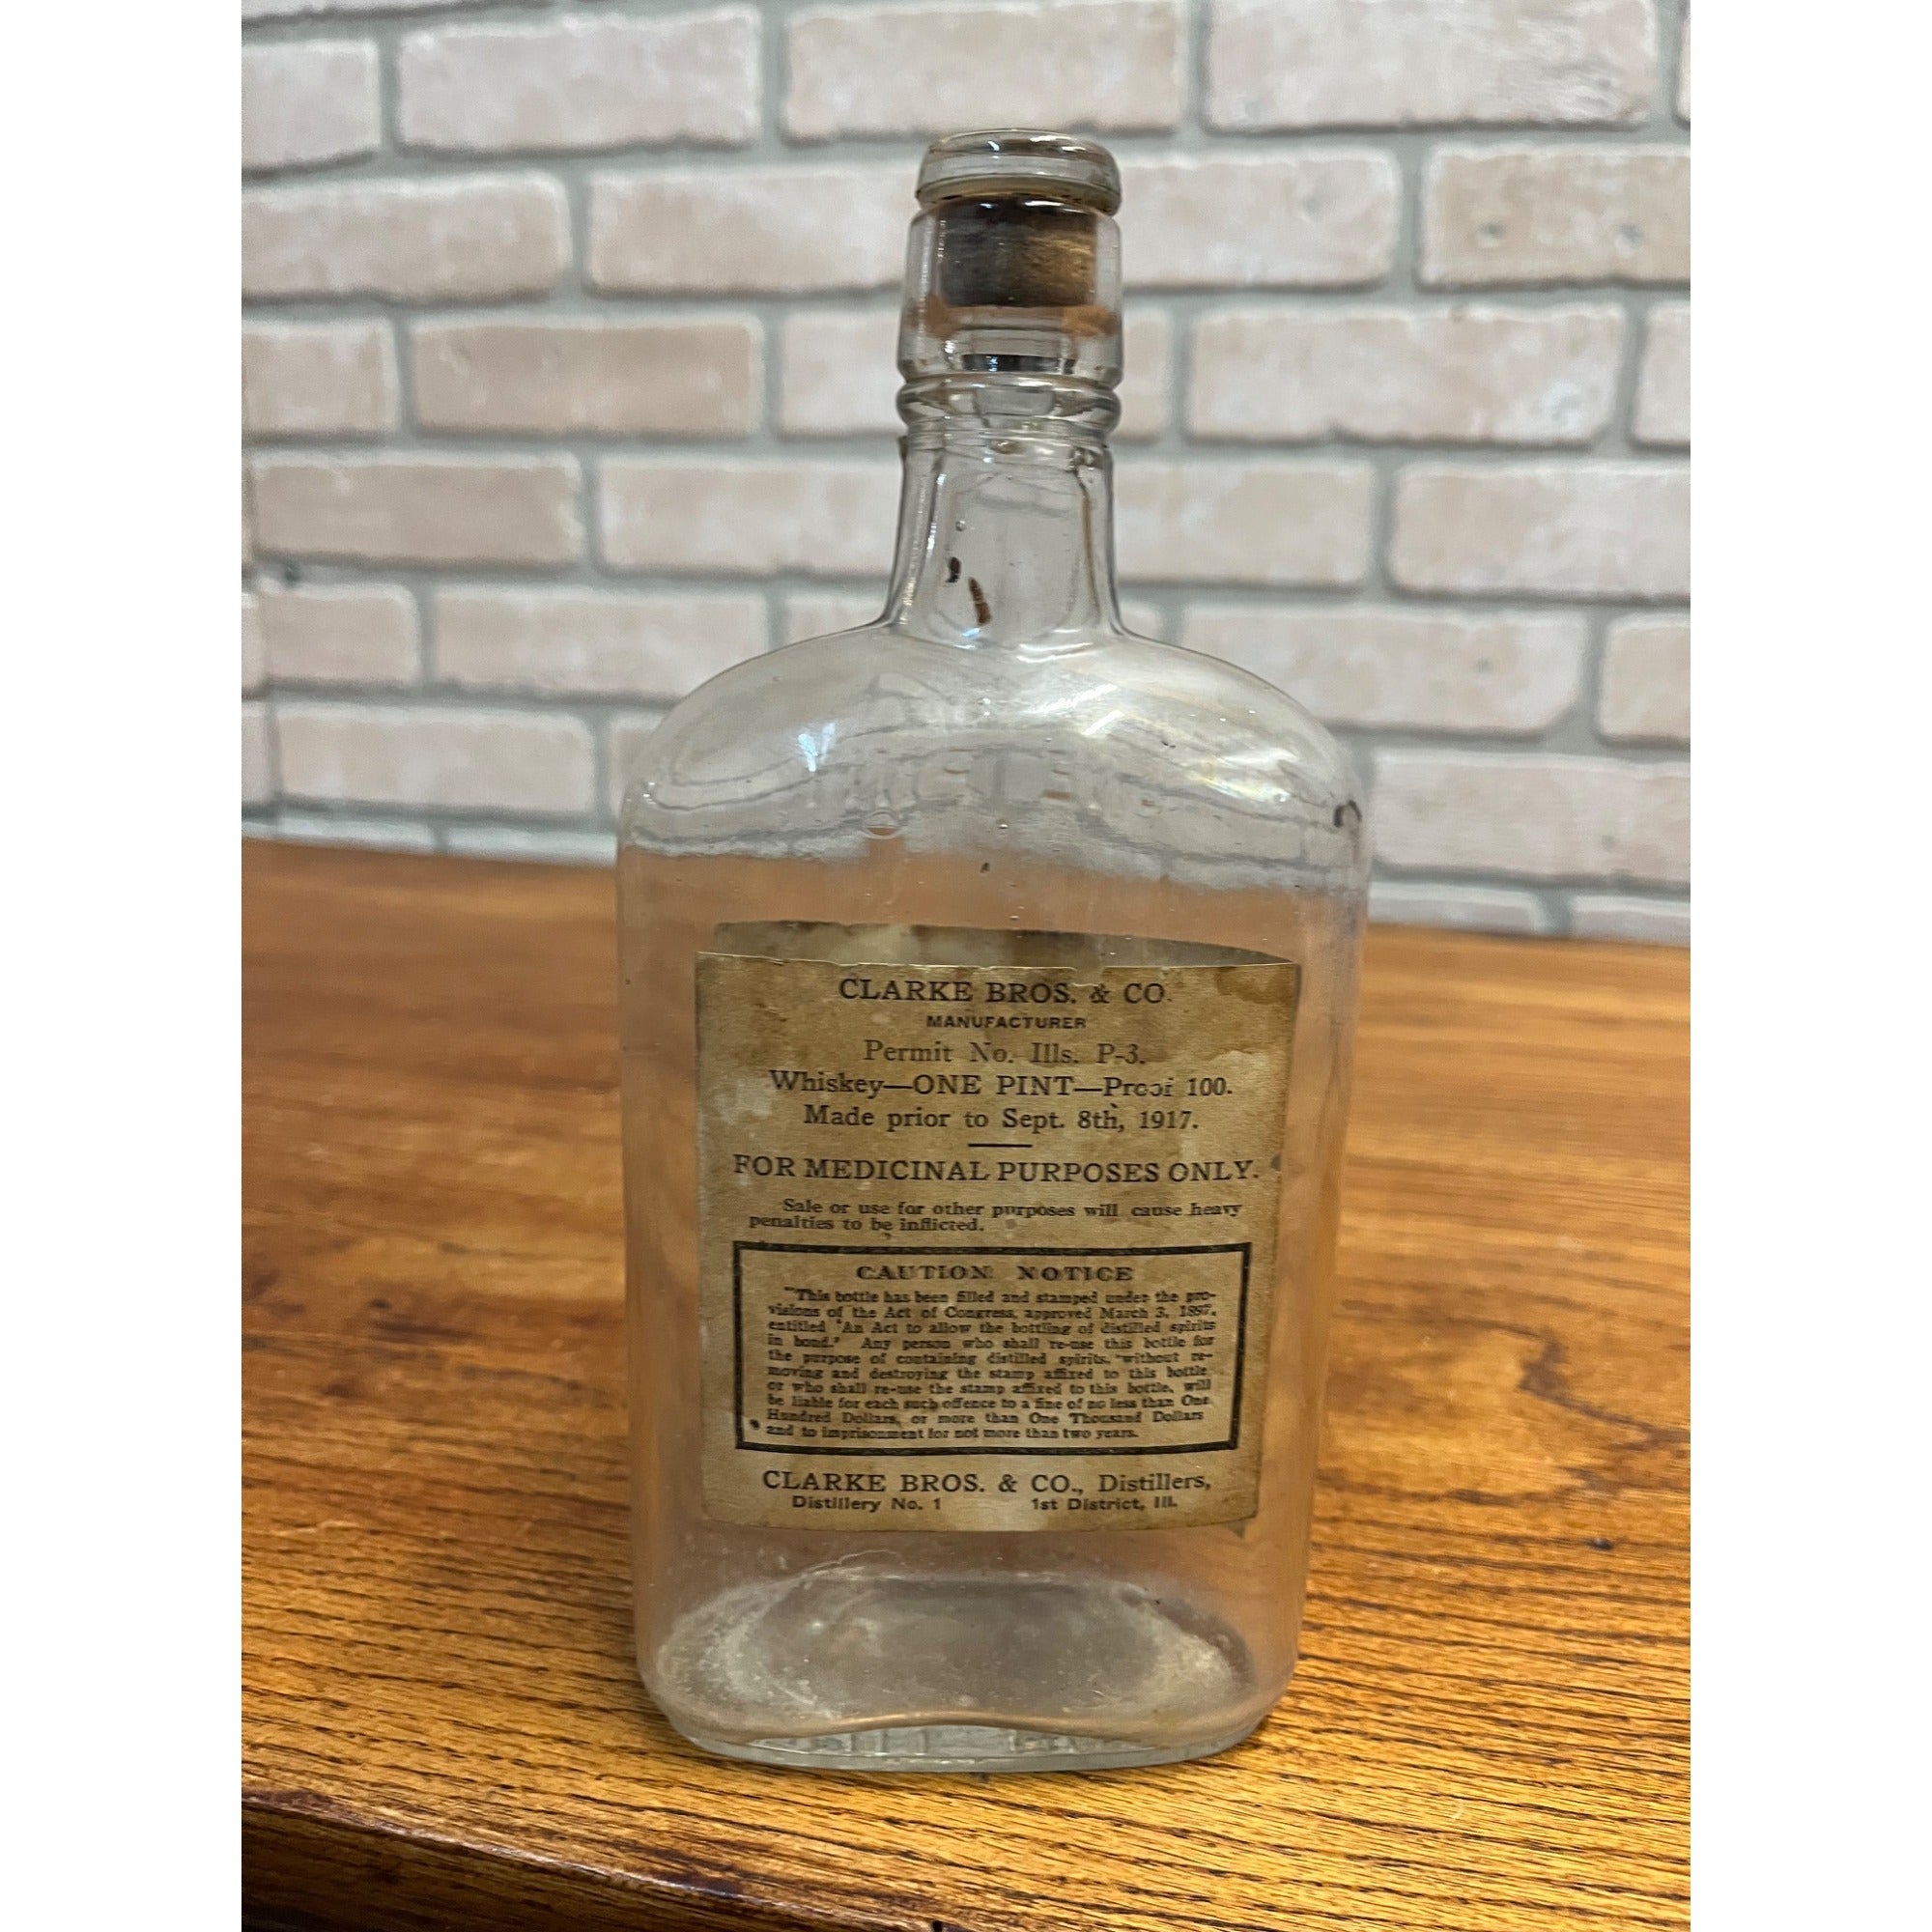 CLARKE BROS. & CO.
MANUFACTURER
Permit No. Ills. P-3.
Whiskey—ONE PINT—Proof 100.
Made prior to Sept. 8th, 1917.
FOR MEDICINAL PURPOSES ONLY.
Sale or use for other purposes will cause heavy
penalties to be inflicted.
CAUTION NOTICE
"This bottle has been filled and stamped under the pro-
visions of the Act of Congress, approved March 3, 1897,
entitled 'An Act to allow the bottling of distilled spirits
in bond.' Any person who shall re-use this bottle for
the purpose of containing distilled spirits, without re-
moving and destroying the stamp affixed to this bottle,
or who shall re-use the stamp affixed to this bottle, will
be liable for each such offence to a fine of no less than One
Hundred Dollars, or more than One Thousand Dollars
and to imprisonment for not more than two years.
CLARKE BROS. & CO., Distillers,
Distillery No. 1 1st District, Ill.